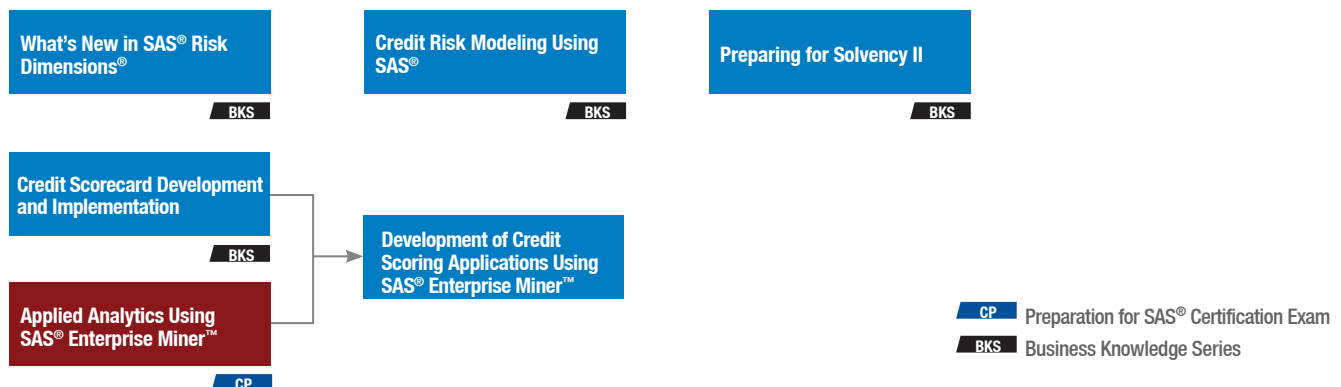 What's New in SAS® Risk
Dimensions®
BKS
Credit Risk Modeling Using
SAS®
BKS
Preparing for Solvency II
BKS
Credit Scorecard Development
and Implementation
BKS
Applied Analytics Using
SAS® Enterprise Miner™
CP
Development of Credit
Scoring Applications Using
SAS® Enterprise Miner™
CP Preparation for SAS® Certification Exam
BKS Business Knowledge Series